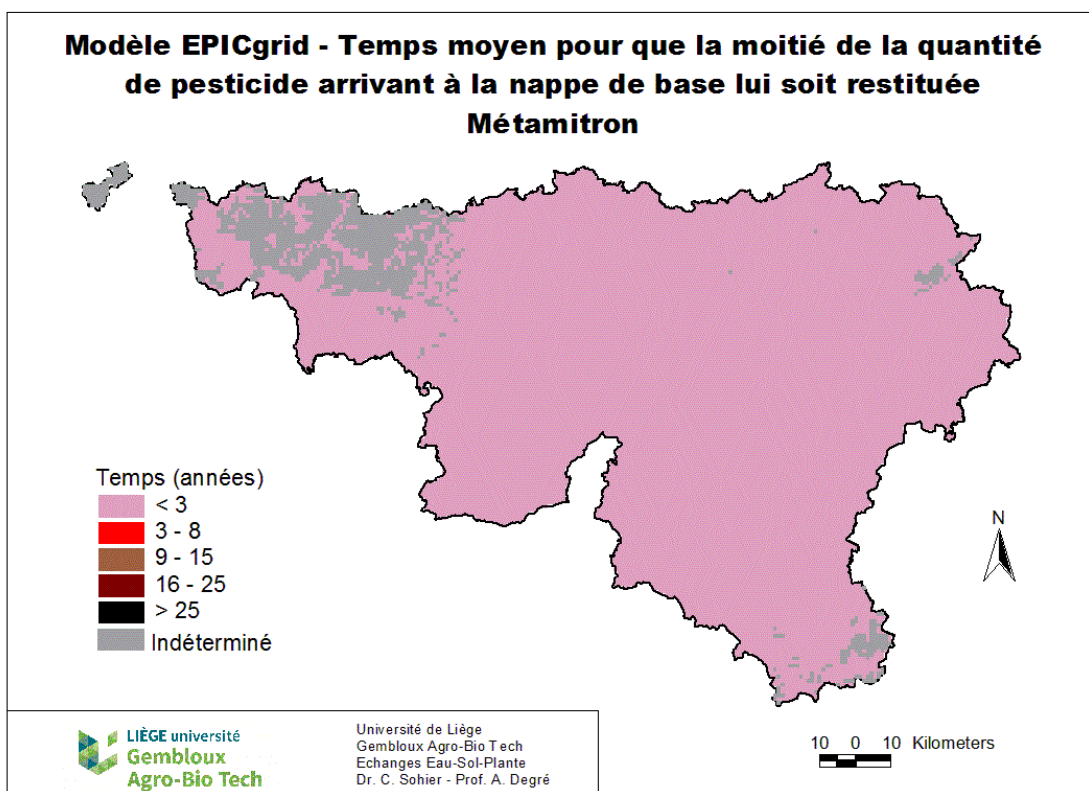 Modèle EPICgrid - Temps moyen pour que la moitié de la quantité
de pesticide arrivant à la nappe de base lui soit restituée
Métamitron
Temps (années)
< 3
3 - 8
9 - 15
16 - 25
> 25
Indéterminé
N
10 0 10 Kilometers
LIÈGE université
Gembloux
Agro-Bio Tech
Université de Liège
Gembloux Agro-Bio Tech
Echanges Eau-Sol-Plante
Dr. C. Sohier - Prof. A. Degré